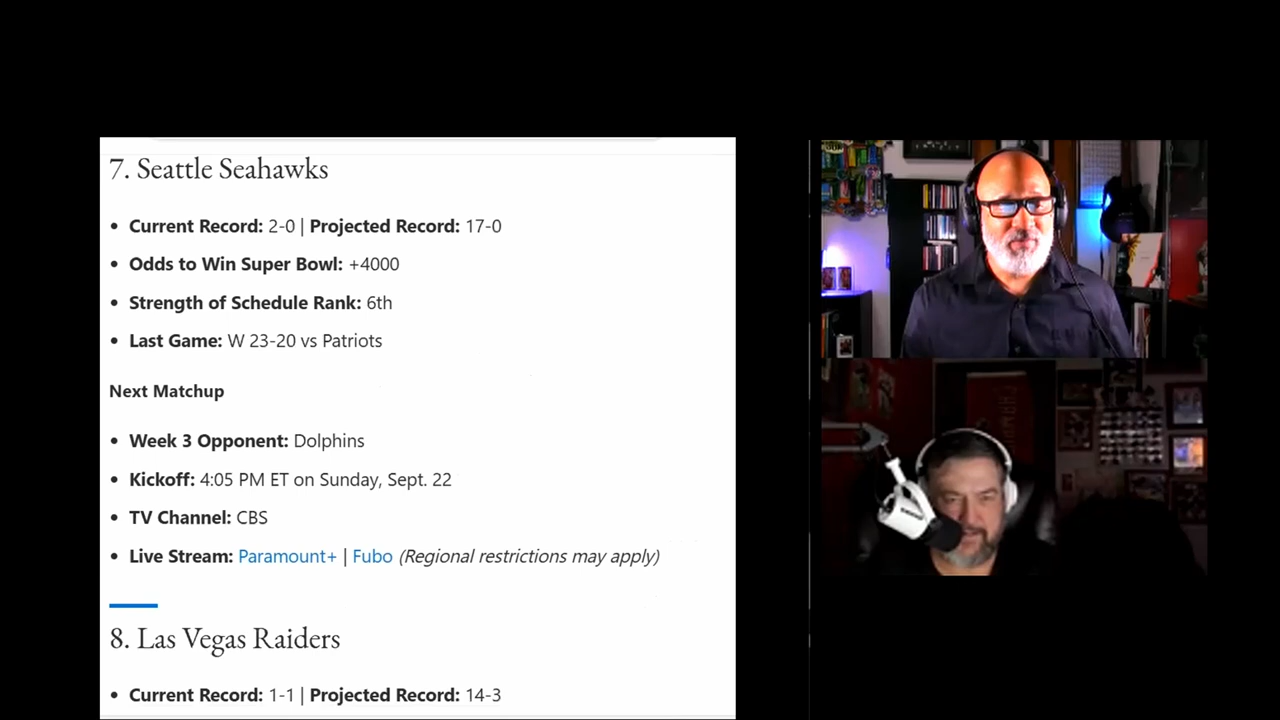 7. Seattle Seahawks
• Current Record: 2-0 | Projected Record: 17-0
• Odds to Win Super Bowl: +4000
• Strength of Schedule Rank: 6th
• Last Game: W 23-20 vs Patriots
Next Matchup
• Week 3 Opponent: Dolphins
• Kickoff: 4:05 PM ET on Sunday, Sept. 22
• TV Channel: CBS
• Live Stream: Paramount+ | Fubo (Regional restrictions may apply)
8. Las Vegas Raiders
• Current Record: 1-1 | Projected Record: 14-3